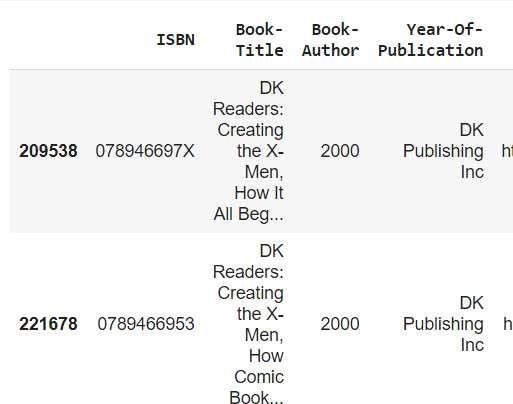 ISBN Book-Title Book-Author Year-Of-Publication
209538 078946697X DK Readers: Creating the X-Men, How It All Beg... 2000 DK Publishing Inc ht
221678 0789466953 DK Readers: Creating the X-Men, How Comic Book... 2000 DK Publishing Inc h